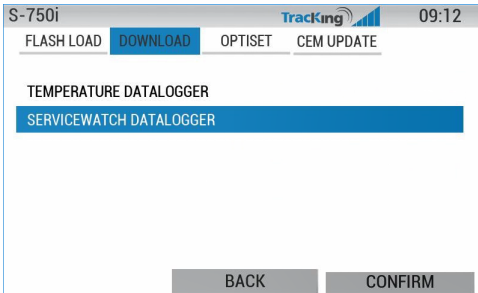 S-750i TracKing 09:12
FLASH LOAD DOWNLOAD OPTISET CEM UPDATE
TEMPERATURE DATALOGGER
SERVICEWATCH DATALOGGER
BACK CONFIRM